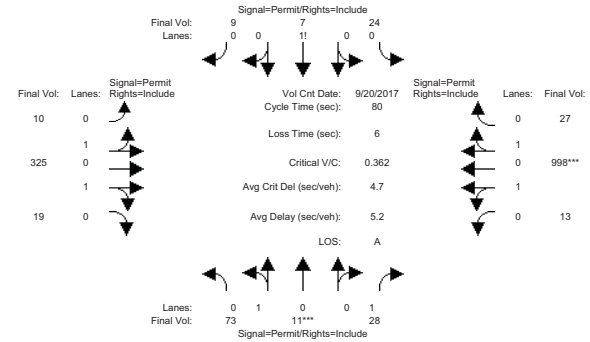 Signal=Permit/Rights=Include
Final Vol: 9 7 24
Lanes: 0 0 1! 0 0
Signal=Permit
Final Vol: Lanes: Rights=Include
Vol Cnt Date: 9/20/2017
Signal=Permit
Rights=Include Lanes: Final Vol:
Cycle Time (sec): 80
10 0
0 27
Loss Time (sec): 6
1
1
325 0
Critical V/C: 0.362
0 998***
1
Avg Crit Del (sec/veh): 4.7
1
19 0
Avg Delay (sec/veh): 5.2
0 13
LOS: A
Lanes: 0 1 0 0 1
Final Vol: 73 11*** 28
Signal=Permit/Rights=Include